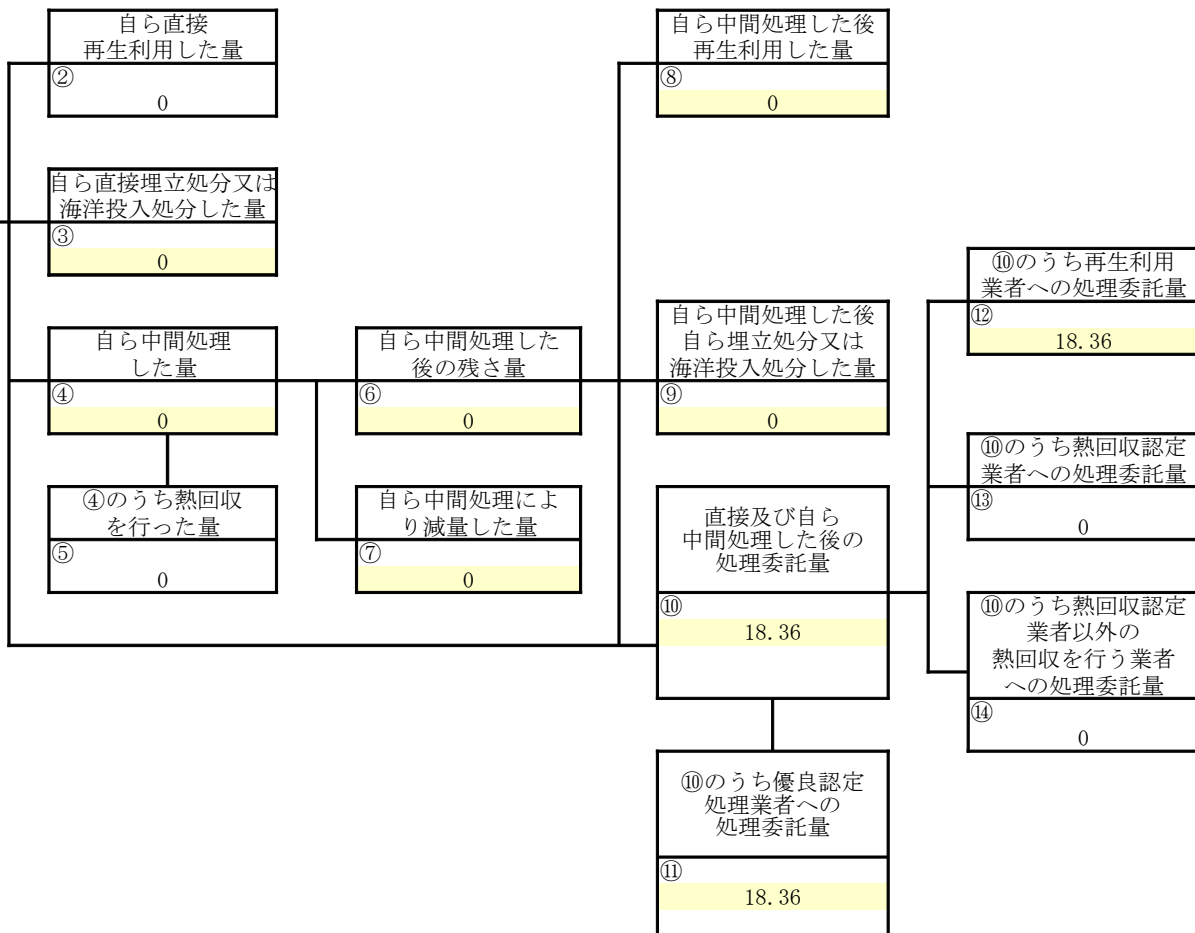 自ら直接
再生利用した量
②
0
自ら直接埋立処分又は
海洋投入処分した量
③
0
自ら中間処理
した量
④
0
④のうち熱回収
を行った量
⑤
0
自ら中間処理した
後の残さ量
⑥
0
自ら中間処理によ
り減量した量
⑦
0
自ら中間処理した後
再生利用した量
⑧
0
自ら中間処理した後
自ら埋立処分又は
海洋投入処分した量
⑨
0
直接及び自ら
中間処理した後の
処理委託量
⑩
18.36
⑩のうち優良認定
処理業者への
処理委託量
⑪
18.36
⑩のうち再生利用
業者への処理委託量
⑫
18.36
⑩のうち熱回収認定
業者への処理委託量
⑬
0
⑩のうち熱回収認定
業者以外の
熱回収を行う業者
への処理委託量
⑭
0